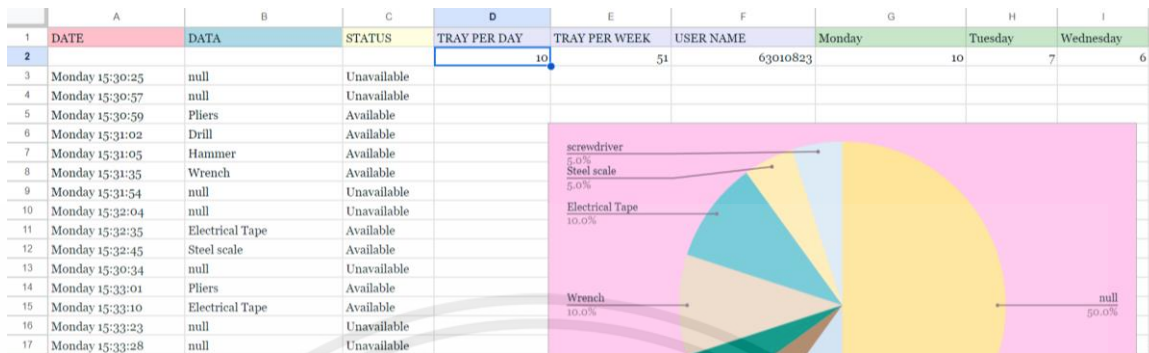 A B C D E F G H I
1 DATE DATA STATUS TRAY PER DAY TRAY PER WEEK USER NAME Monday Tuesday Wednesday
2 10 51 63010823 10 7 6
3 Monday 15:30:25 null Unavailable
4 Monday 15:30:57 null Unavailable
5 Monday 15:30:59 Pliers Available
6 Monday 15:31:02 Drill Available
7 Monday 15:31:05 Hammer Available
8 Monday 15:31:35 Wrench Available
9 Monday 15:31:54 null Unavailable
10 Monday 15:32:04 null Unavailable
11 Monday 15:32:35 Electrical Tape Available
12 Monday 15:32:45 Steel scale Available
13 Monday 15:30:34 null Unavailable
14 Monday 15:33:01 Pliers Available
15 Monday 15:33:10 Electrical Tape Available
16 Monday 15:33:23 null Unavailable
17 Monday 15:33:28 null Unavailable
screwdriver
5.0%
Steel scale
5.0%
Electrical Tape
10.0%
Wrench
10.0%
null
50.0%